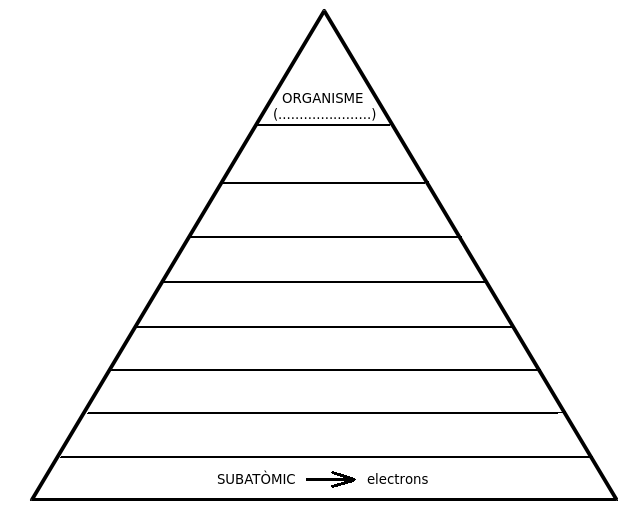 ORGANISME
(......................)
SUBATÒMIC electrons